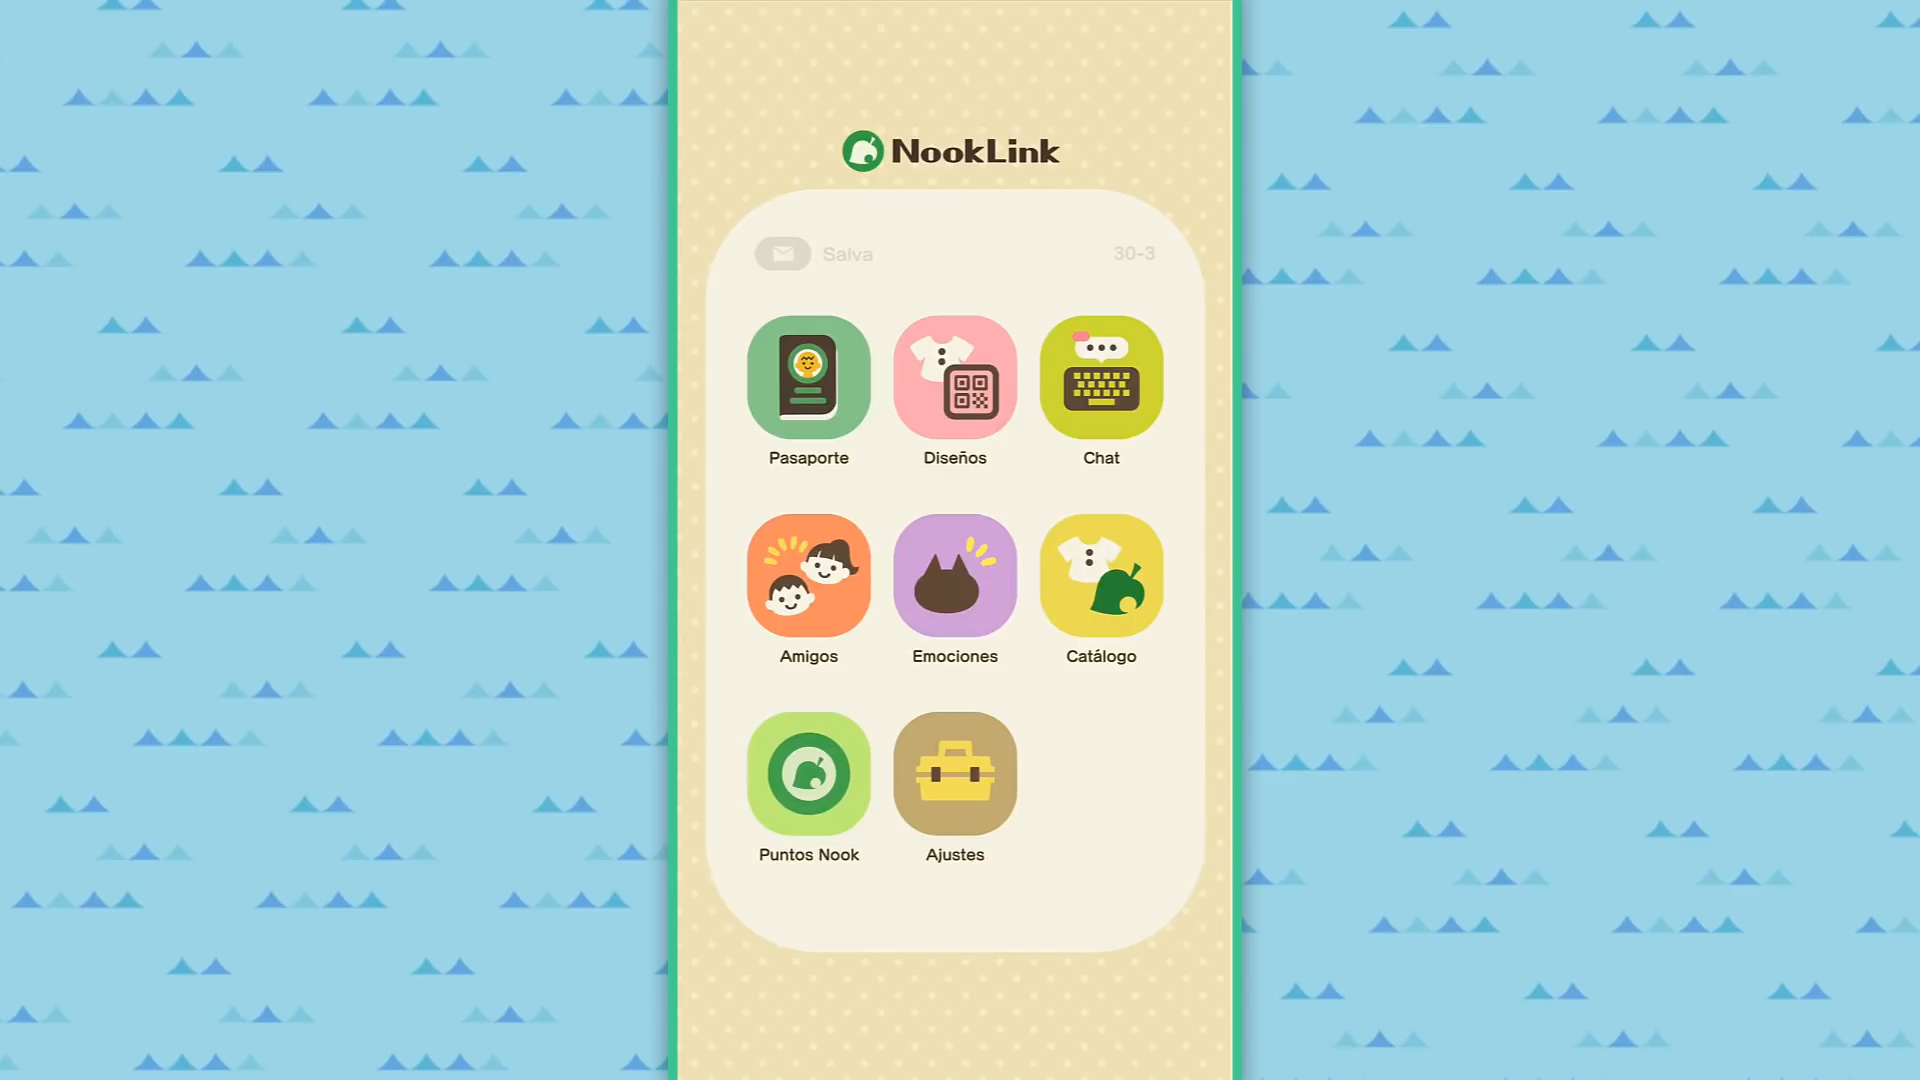 NookLink
Salva 30-3
Pasaporte Diseños Chat
Amigos Emociones Catálogo
Puntos Nook Ajustes